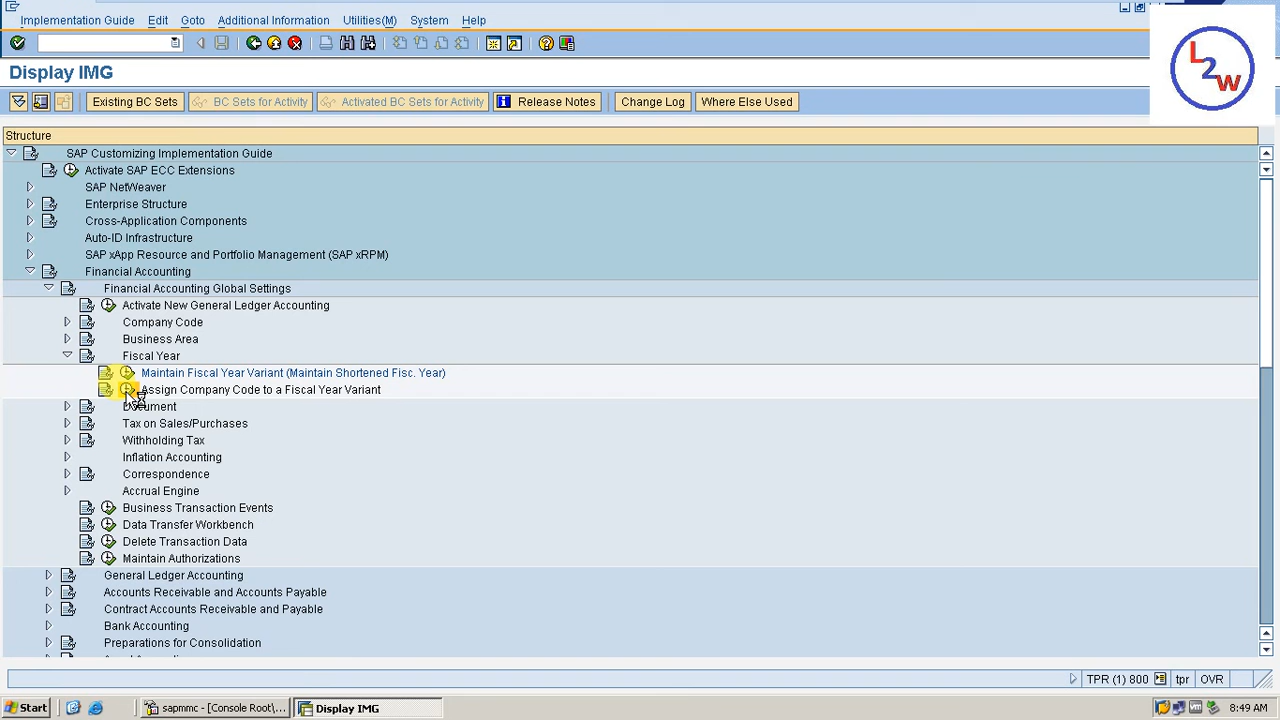 Implementation Guide Edit Goto Additional Information Utilities(M) System Help
Display IMG
Existing BC Sets BC Sets for Activity Activated BC Sets for Activity Release Notes Change Log Where Else Used
L2W
Structure
SAP Customizing Implementation Guide
Activate SAP ECC Extensions
SAP NetWeaver
Enterprise Structure
Cross-Application Components
Auto-ID Infrastructure
SAP xApp Resource and Portfolio Management (SAP xRPM)
Financial Accounting
Financial Accounting Global Settings
Activate New General Ledger Accounting
Company Code
Business Area
Fiscal Year
Maintain Fiscal Year Variant (Maintain Shortened Fisc. Year)
Assign Company Code to a Fiscal Year Variant
Document
Tax on Sales/Purchases
Withholding Tax
Inflation Accounting
Correspondence
Accrual Engine
Business Transaction Events
Data Transfer Workbench
Delete Transaction Data
Maintain Authorizations
General Ledger Accounting
Accounts Receivable and Accounts Payable
Contract Accounts Receivable and Payable
Bank Accounting
Preparations for Consolidation
TPR (1) 800 tpr OVR
Start sapmmc - [Console Root\... Display IMG 8:49 AM